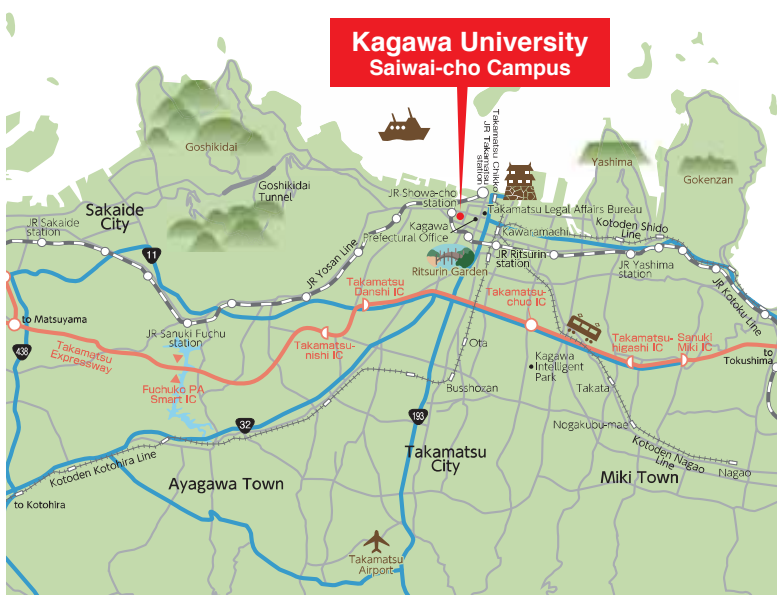 Kagawa University
Saiwai-cho Campus
Takamatsu Chikko
JR Takamatsu
station
Goshikidai
Yashima
Gokenzan
Goshikidai
Tunnel
JR Showa-cho
station
Takamatsu Legal Affairs Bureau
Sakaide
City
JR Sakaide
station
Kagawa
Prefectural Office
Kawaramachi
Kotoden Shido
Line
JR Ritsurin
station
JR Yashima
station
11
JR Yosan Line
Ritsurin Garden
JR Kotoku Line
Takamatsu
Danshi IC
Takamatsu-
chuo IC
to Matsuyama
JR Sanuki Fuchu
station
Takamatsu-
nishi IC
Takamatsu-
higashi IC
Sanuki
Miki IC
to
Tokushima
438
Takamatsu
Expressway
Ota
Kagawa
Intelligent
Park
Fuchuko PA
Smart IC
Busshozan
Takata
32
193
Nogakubu-mae
Takamatsu
City
Kotoden Kotohira Line
Kotoden Nagao
Line
Nagao
Ayagawa Town
Miki Town
to Kotohira
Takamatsu
Airport